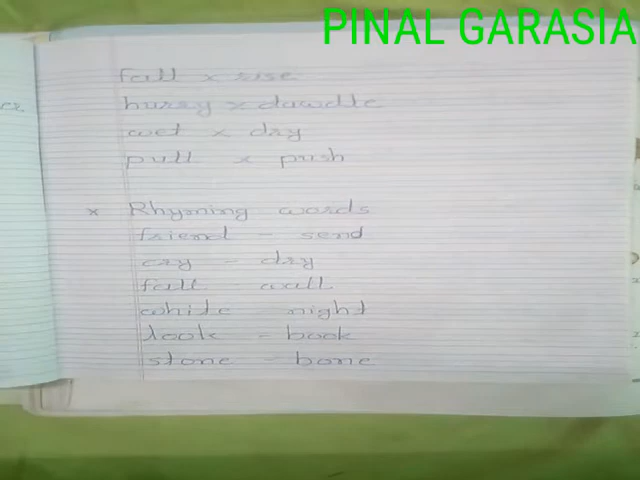 PINAL GARASIA
fall × rise
hurry × dawdle
wet × dry
pull × push
× Rhyming words
friend - send
cry - dry
fall - wall
white - night
look - book
stone - bone